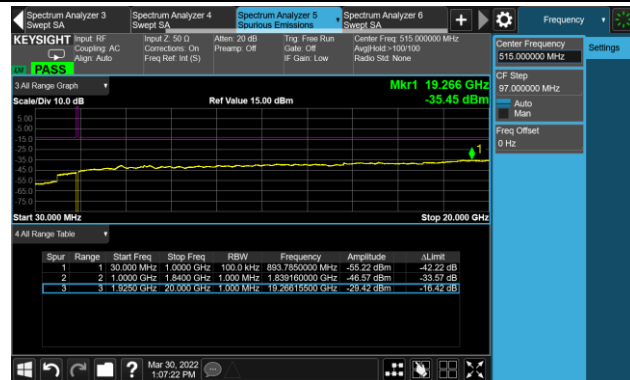 Spectrum Analyzer 3
Swept SA
Spectrum Analyzer 4
Swept SA
Spectrum Analyzer 5
Spurious Emissions
Spectrum Analyzer 6
Swept SA
+
Frequency
KEYSIGHT
Input: RF
Coupling: AC
Align: Auto
Input Z: 50 Ω
Corrections: On
Freq Ref: Int (S)
Atten: 20 dB
Preamp: Off
Trig: Free Run
Gate: Off
IF Gain: Low
Center Freq: 515.000000 MHz
Avg|Hold:>100/100
Radio Std: None
PASS
Center Frequency
515.000000 MHz
Settings
CF Step
97.000000 MHz
Auto
Man
Freq Offset
0 Hz
3 All Range Graph
Mkr1 19.266 GHz
Scale/Div 10.0 dB
Ref Value 15.00 dBm
-35.45 dBm
5.00
-5.00
-15.0
-25.0
-35.0
-45.0
-55.0
-65.0
-75.0
1
Start 30.000 MHz
Stop 20.000 GHz
4 All Range Table
Spur Range Start Freq Stop Freq RBW Frequency Amplitude ΔLimit
1 1 30.000 MHz 1.0000 GHz 100.0 kHz 893.7850000 MHz -55.22 dBm -42.22 dB
2 2 1.0000 GHz 1.8400 GHz 1.000 MHz 1.839160000 GHz -46.57 dBm -33.57 dB
3 3 1.9250 GHz 20.000 GHz 1.000 MHz 19.26615500 GHz -29.42 dBm -16.42 dB
?
Mar 30, 2022
1:07:22 PM